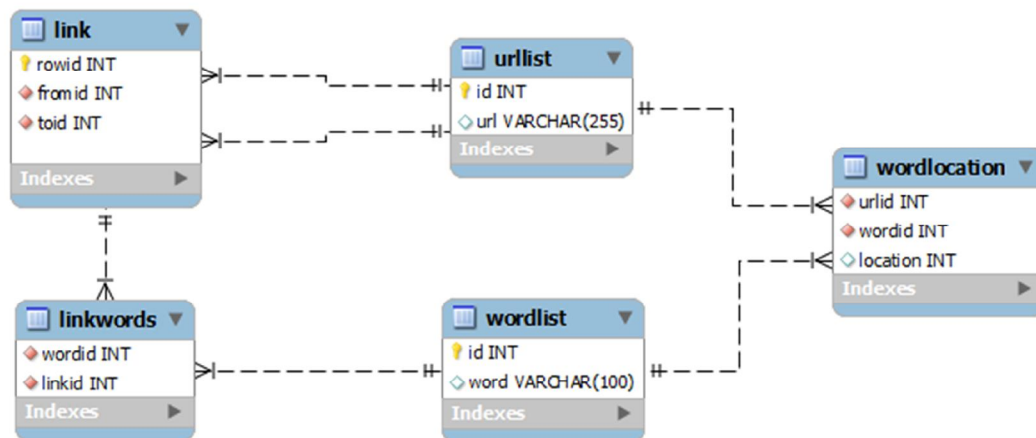 link
rowid INT
fromid INT
toid INT
Indexes
urllist
id INT
url VARCHAR(255)
Indexes
wordlocation
urlid INT
wordid INT
location INT
Indexes
linkwords
wordid INT
linkid INT
Indexes
wordlist
id INT
word VARCHAR(100)
Indexes